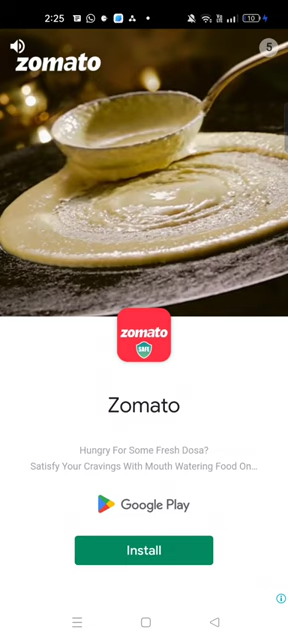 2:25
10
zomato
5
zomato
SAFE
Zomato
Hungry For Some Fresh Dosa?
Satisfy Your Cravings With Mouth Watering Food On...
Google Play
Install